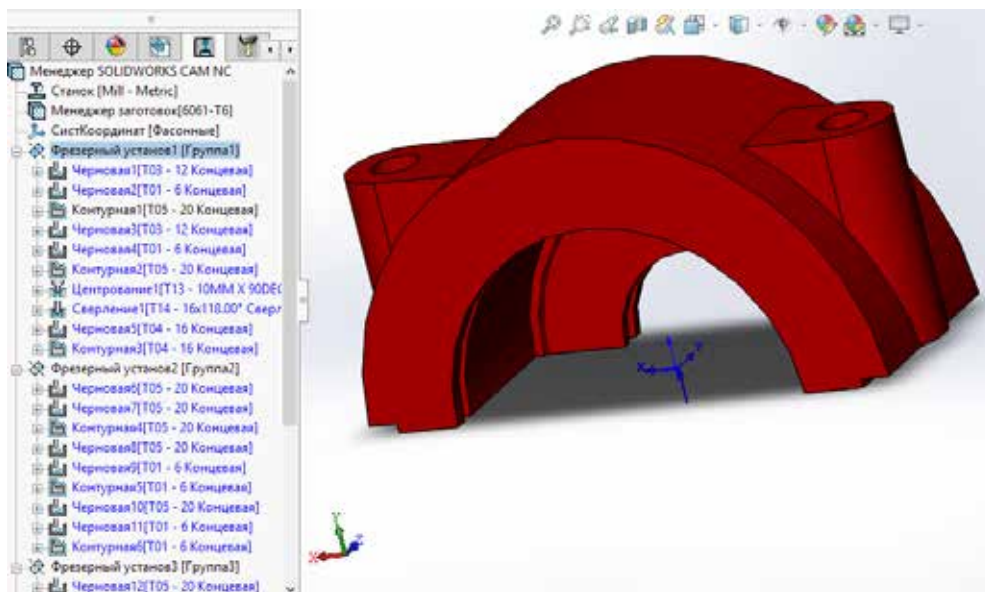 Менеджер SOLIDWORKS CAM NC
Станок [Mill - Metric]
Менеджер заготовок[6061-T6]
СистКоординат [Фасонные]
Фрезерный установ1 [Группа1]
Черновая1[T03 - 12 Концевая]
Черновая2[T01 - 6 Концевая]
Контурная1[T05 - 20 Концевая]
Черновая3[T03 - 12 Концевая]
Черновая4[T01 - 6 Концевая]
Контурная2[T05 - 20 Концевая]
Центрование1[T13 - 10MM X 90DEG
Сверление1[T14 - 16x118.00° Сверл
Черновая5[T04 - 16 Концевая]
Контурная3[T04 - 16 Концевая]
Фрезерный установ2 [Группа2]
Черновая6[T05 - 20 Концевая]
Черновая7[T05 - 20 Концевая]
Контурная4[T05 - 20 Концевая]
Черновая8[T05 - 20 Концевая]
Черновая9[T01 - 6 Концевая]
Контурная5[T01 - 6 Концевая]
Черновая10[T05 - 20 Концевая]
Черновая11[T01 - 6 Концевая]
Контурная6[T01 - 6 Концевая]
Фрезерный установ3 [Группа3]
Черновая12[T05 - 20 Концевая]
X
Y
X
Y
Z